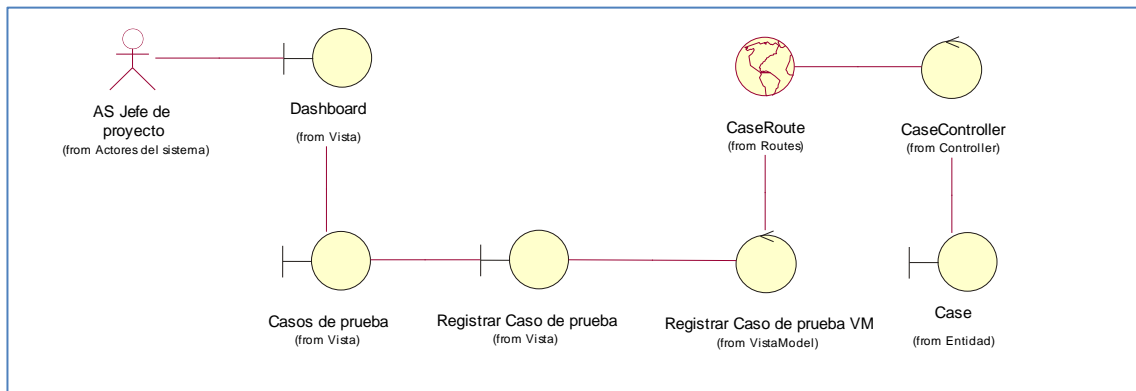 AS Jefe de
proyecto
(from Actores del sistema)
Dashboard
(from Vista)
CaseRoute
(from Routes)
CaseController
(from Controller)
Casos de prueba
(from Vista)
Registrar Caso de prueba
(from Vista)
Registrar Caso de prueba VM
(from VistaModel)
Case
(from Entidad)